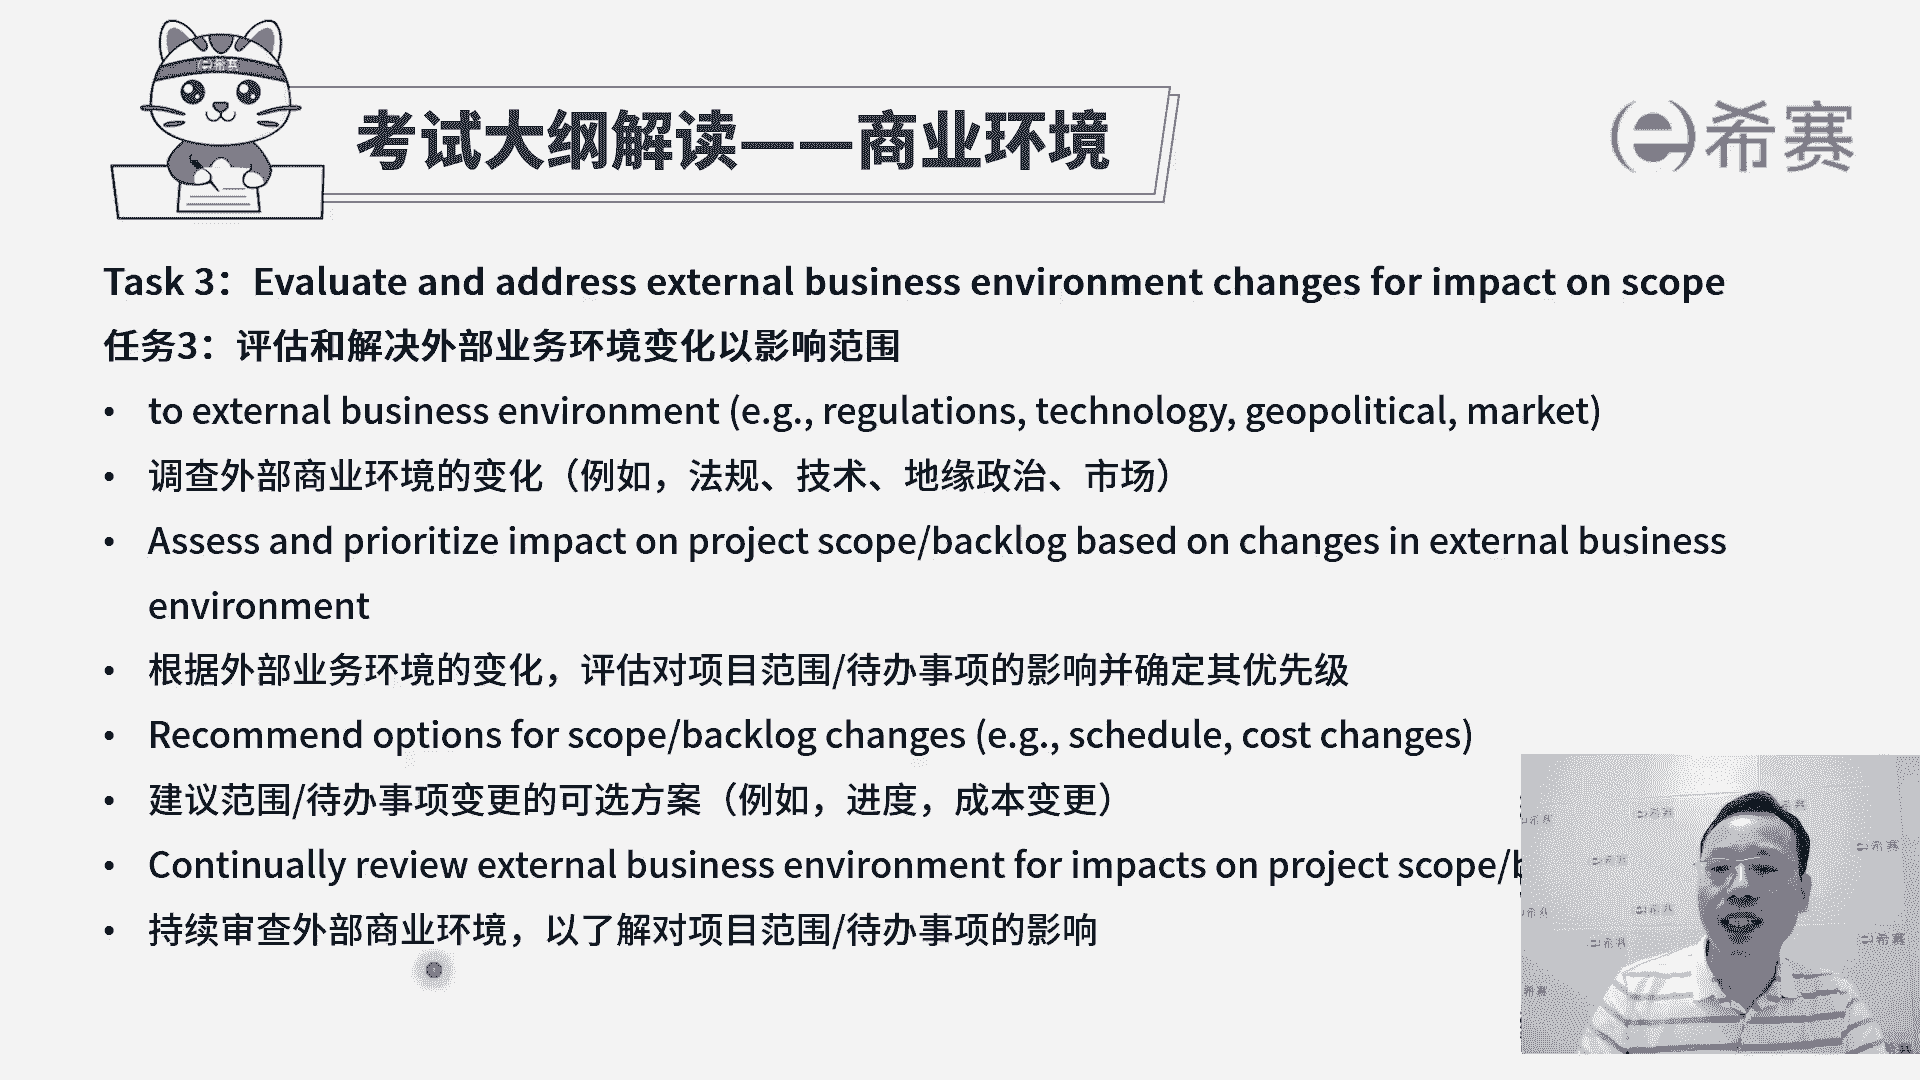 希赛
考试大纲解读——商业环境
希赛
Task 3：Evaluate and address external business environment changes for impact on scope
任务3：评估和解决外部业务环境变化以影响范围
• to external business environment (e.g., regulations, technology, geopolitical, market)
• 调查外部商业环境的变化（例如，法规、技术、地缘政治、市场）
• Assess and prioritize impact on project scope/backlog based on changes in external business
environment
• 根据外部业务环境的变化，评估对项目范围/待办事项的影响并确定其优先级
• Recommend options for scope/backlog changes (e.g., schedule, cost changes)
• 建议范围/待办事项变更的可选方案（例如，进度，成本变更）
• Continually review external business environment for impacts on project scope/
• 持续审查外部商业环境，以了解对项目范围/待办事项的影响